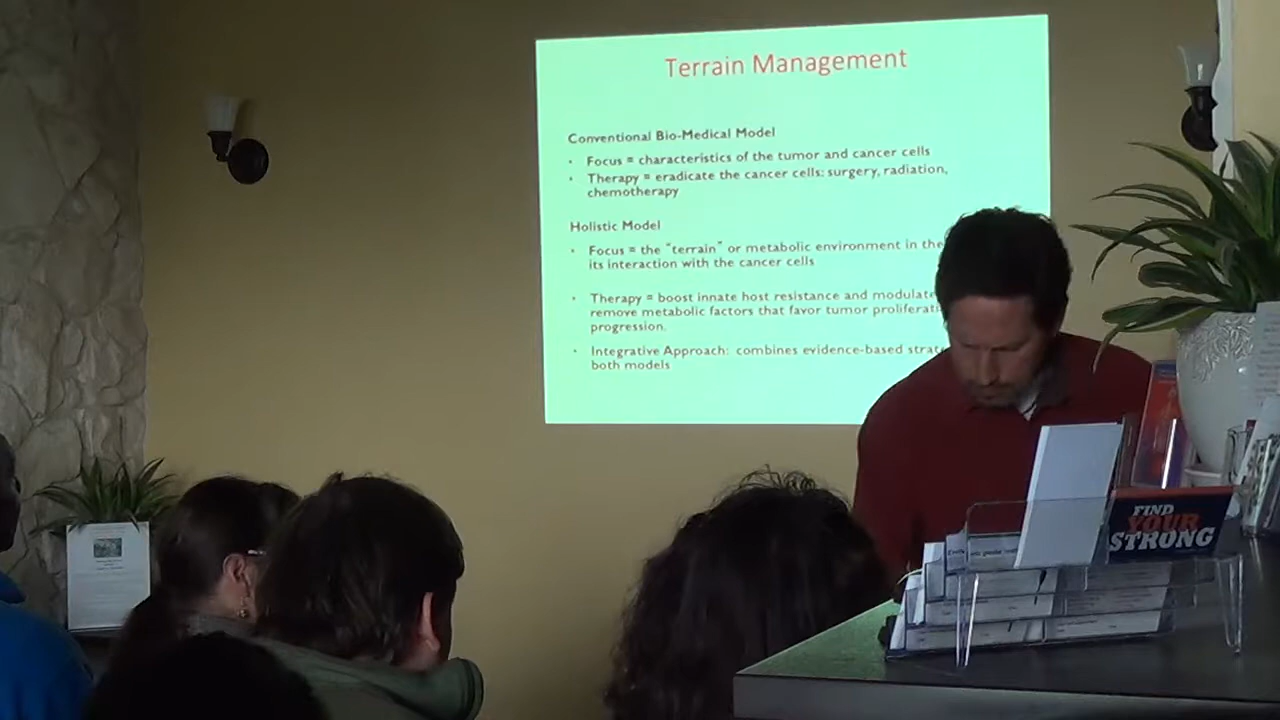 Terrain Management
Conventional Bio-Medical Model
• Focus = characteristics of the tumor and cancer cells
• Therapy = eradicate the cancer cells: surgery, radiation,
chemotherapy
Holistic Model
• Focus = the "terrain" or metabolic environment in the
its interaction with the cancer cells
• Therapy = boost innate host resistance and modulate
remove metabolic factors that favor tumor proliferati
progression.
• Integrative Approach: combines evidence-based strat
both models
FIND
YOUR
STRONG